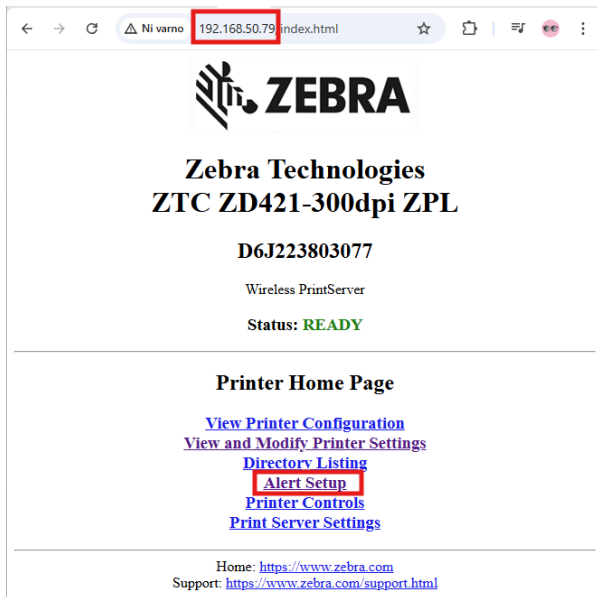 Ni varno 192.168.50.79/index.html
ZEBRA
Zebra Technologies
ZTC ZD421-300dpi ZPL
D6J223803077
Wireless PrintServer
Status: READY
Printer Home Page
View Printer Configuration
View and Modify Printer Settings
Directory Listing
Alert Setup
Printer Controls
Print Server Settings
Home: https://www.zebra.com
Support: https://www.zebra.com/support.html